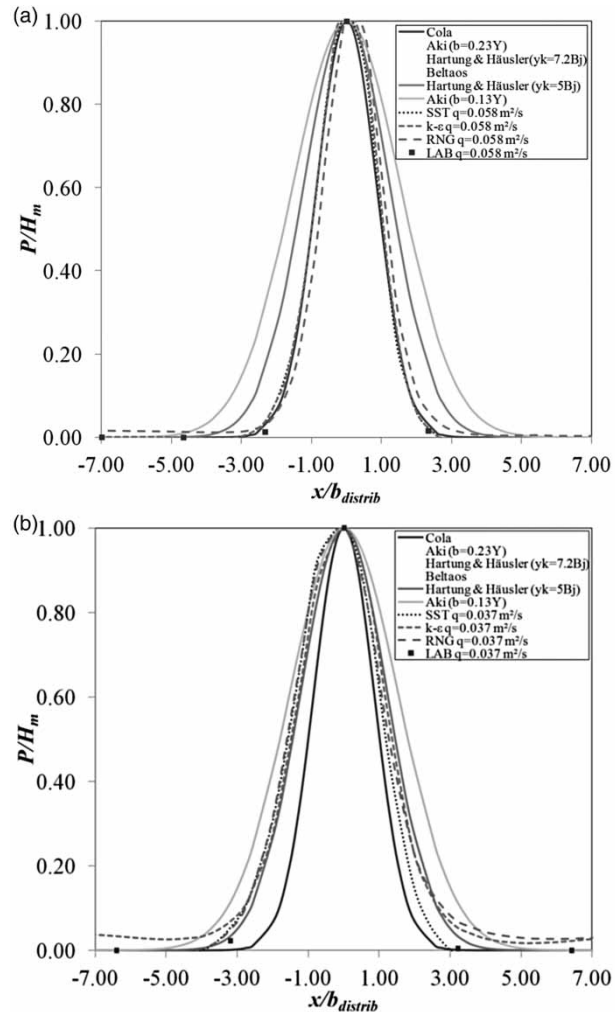 (a)
1.00
0.80
0.60
0.40
0.20
0.00
P/Hm
Cola
Aki (b=0.23Y)
Hartung & Häusler (yk=7.2Bj)
Beltaos
Hartung & Häusler (yk=5Bj)
Aki (b=0.13Y)
SST q=0.058 m²/s
k-ε q=0.058 m²/s
RNG q=0.058 m²/s
LAB q=0.058 m²/s
-7.00 -5.00 -3.00 -1.00 1.00 3.00 5.00 7.00
x/bdistrib
(b)
1.00
0.80
0.60
0.40
0.20
0.00
P/Hm
Cola
Aki (b=0.23Y)
Hartung & Häusler (yk=7.2Bj)
Beltaos
Hartung & Häusler (yk=5Bj)
Aki (b=0.13Y)
SST q=0.037 m²/s
k-ε q=0.037 m²/s
RNG q=0.037 m²/s
LAB q=0.037 m²/s
-7.00 -5.00 -3.00 -1.00 1.00 3.00 5.00 7.00
x/bdistrib